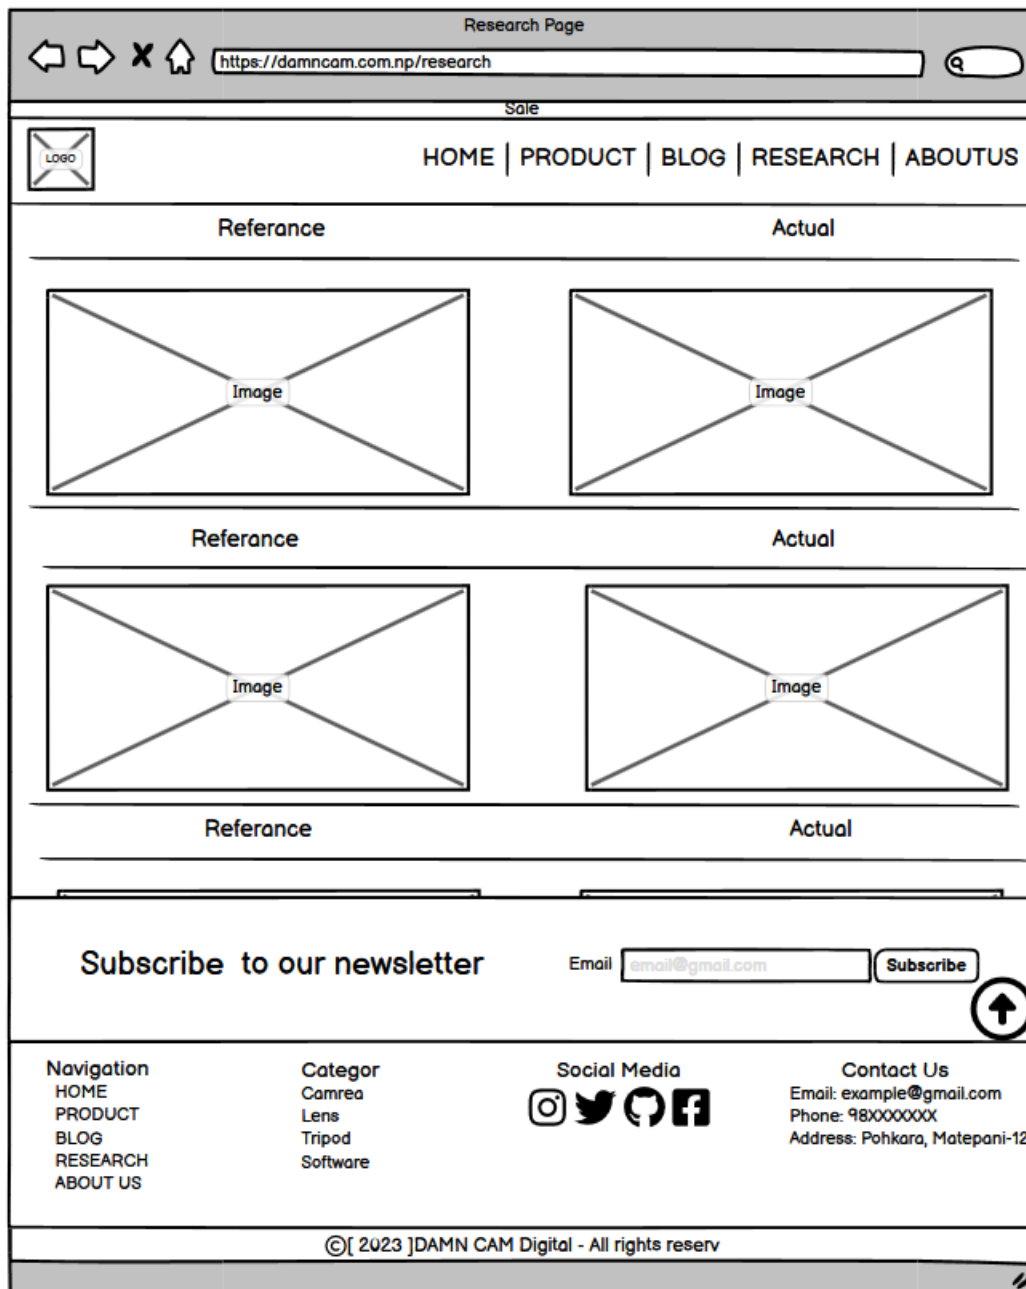 Research Page
https://damncam.com.np/research
Sale
LOGO
HOME | PRODUCT | BLOG | RESEARCH | ABOUTUS
Referance Actual
Image Image
Referance Actual
Image Image
Referance Actual
Subscribe to our newsletter Email email@gmail.com Subscribe
Navigation
HOME
PRODUCT
BLOG
RESEARCH
ABOUT US
Categor
Camrea
Lens
Tripod
Software
Social Media
Contact Us
Email: example@gmail.com
Phone: 98XXXXXXX
Address: Pohkara, Matepani-12
©[ 2023 ]DAMN CAM Digital - All rights reserv